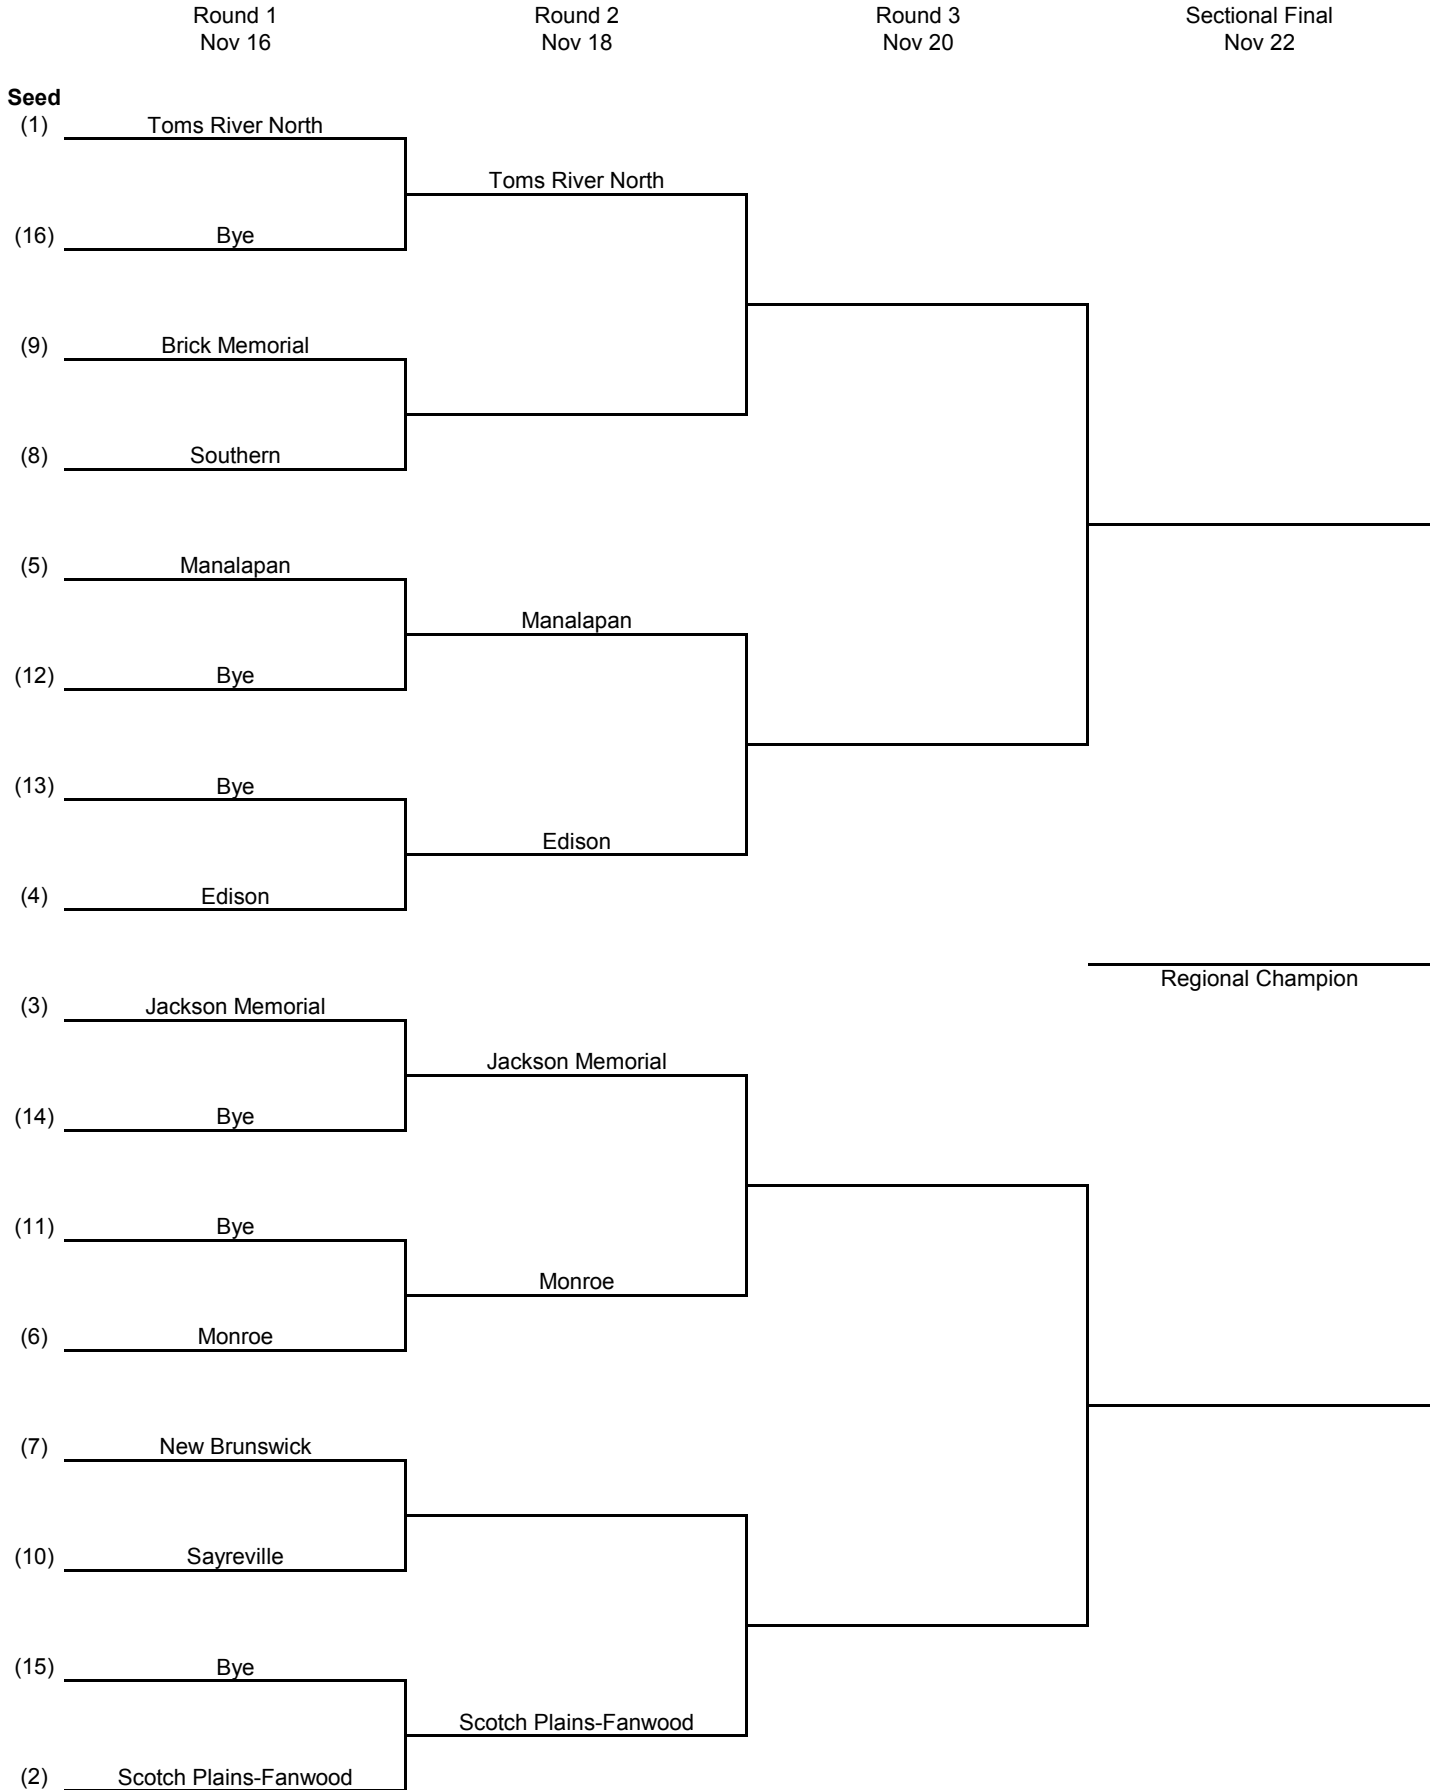 Round 1 Round 2 Round 3 Sectional Final
Nov 16 Nov 18 Nov 20 Nov 22
Seed
(1) Toms River North
Toms River North
(16) Bye
(9) Brick Memorial
(8) Southern
(5) Manalapan
Manalapan
(12) Bye
(13) Bye
Edison
(4) Edison
Regional Champion
(3) Jackson Memorial
Jackson Memorial
(14) Bye
(11) Bye
Monroe
(6) Monroe
(7) New Brunswick
(10) Sayreville
(15) Bye
Scotch Plains-Fanwood
(2) Scotch Plains-Fanwood